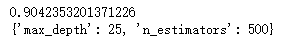 0.9042353201371226
{'max_depth': 25, 'n_estimators': 500}